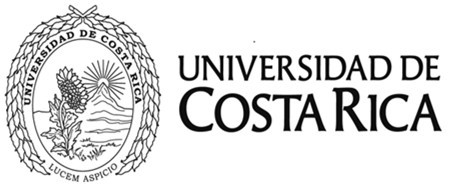 UNIVERSIDAD DE COSTA RICA
LUCEM ASPICIO
UNIVERSIDAD DE
COSTA RICA